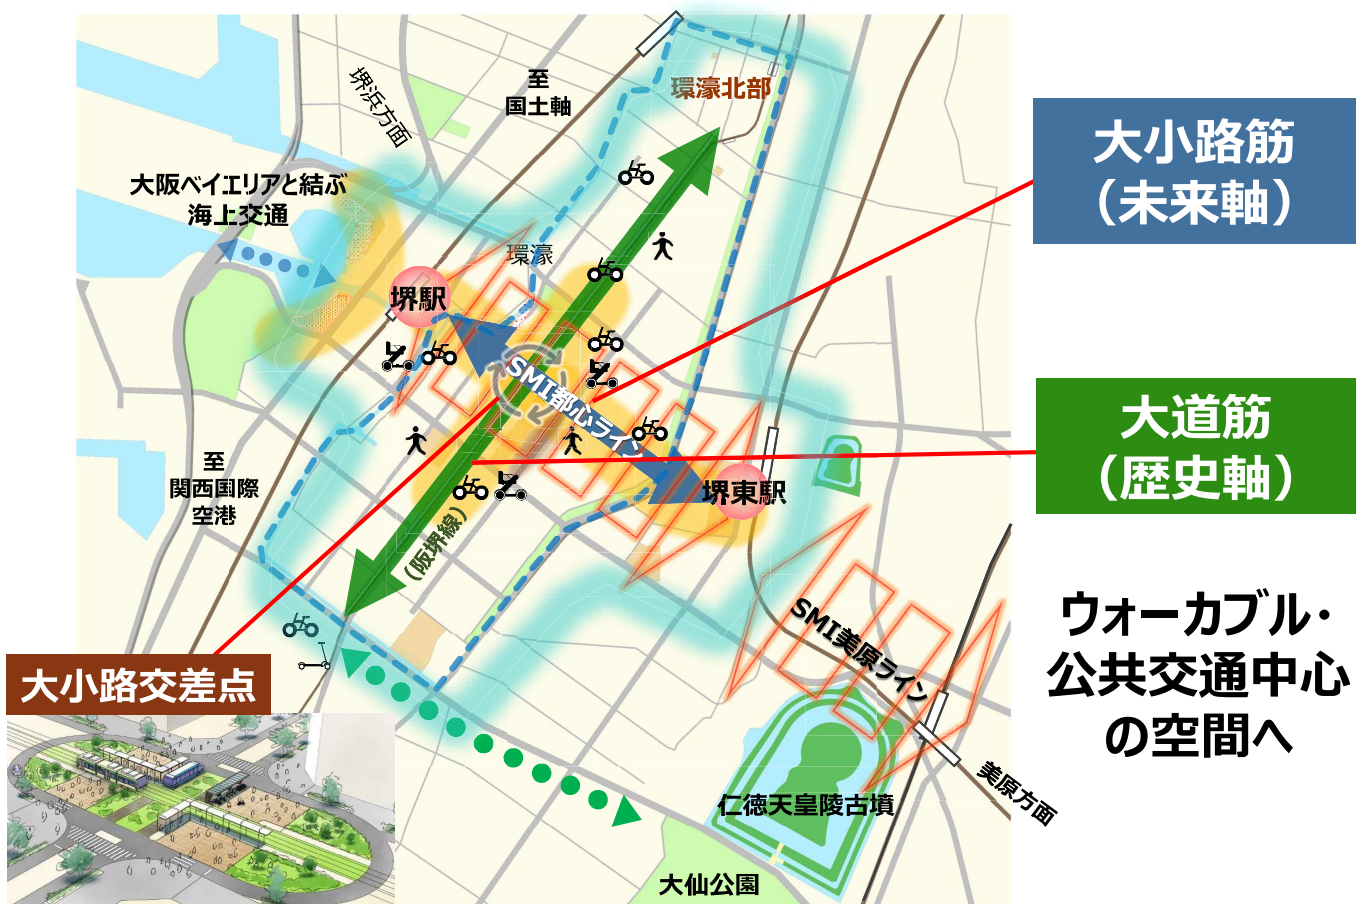 至
国土軸
環濠北部
堺浜方面
大阪ベイエリアと結ぶ
海上交通
環濠
堺駅
SMI都心ライン
堺東駅
至
関西国際
空港
（阪堺線）
SMI美原ライン
美原方面
仁徳天皇陵古墳
大仙公園
大小路交差点
大小路筋
（未来軸）
大道筋
（歴史軸）
ウォーカブル・
公共交通中心
の空間へ